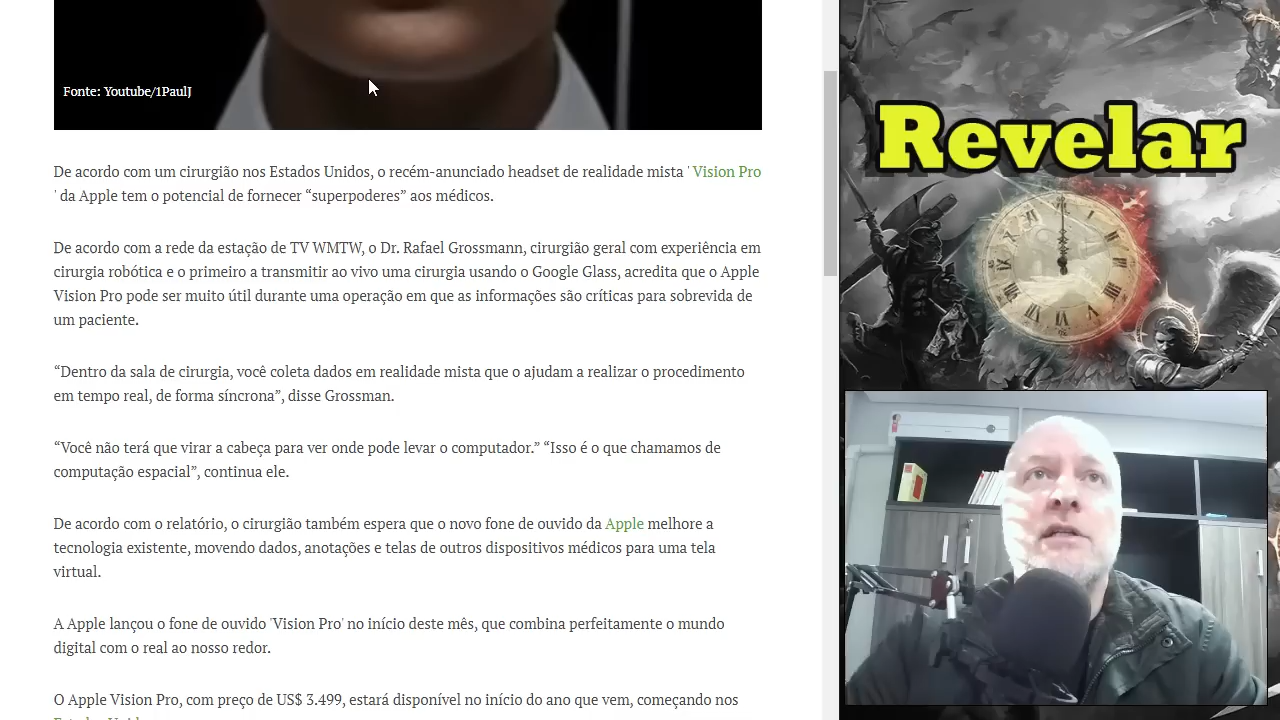 Fonte: Youtube/1PaulJ
De acordo com um cirurgião nos Estados Unidos, o recém-anunciado headset de realidade mista ' Vision Pro
' da Apple tem o potencial de fornecer “superpoderes” aos médicos.
De acordo com a rede da estação de TV WMTW, o Dr. Rafael Grossmann, cirurgião geral com experiência em
cirurgia robótica e o primeiro a transmitir ao vivo uma cirurgia usando o Google Glass, acredita que o Apple
Vision Pro pode ser muito útil durante uma operação em que as informações são críticas para sobrevida de
um paciente.
“Dentro da sala de cirurgia, você coleta dados em realidade mista que o ajudam a realizar o procedimento
em tempo real, de forma síncrona”, disse Grossman.
“Você não terá que virar a cabeça para ver onde pode levar o computador.” “Isso é o que chamamos de
computação espacial”, continua ele.
De acordo com o relatório, o cirurgião também espera que o novo fone de ouvido da Apple melhore a
tecnologia existente, movendo dados, anotações e telas de outros dispositivos médicos para uma tela
virtual.
A Apple lançou o fone de ouvido 'Vision Pro' no início deste mês, que combina perfeitamente o mundo
digital com o real ao nosso redor.
O Apple Vision Pro, com preço de US$ 3.499, estará disponível no início do ano que vem, começando nos
Revelar